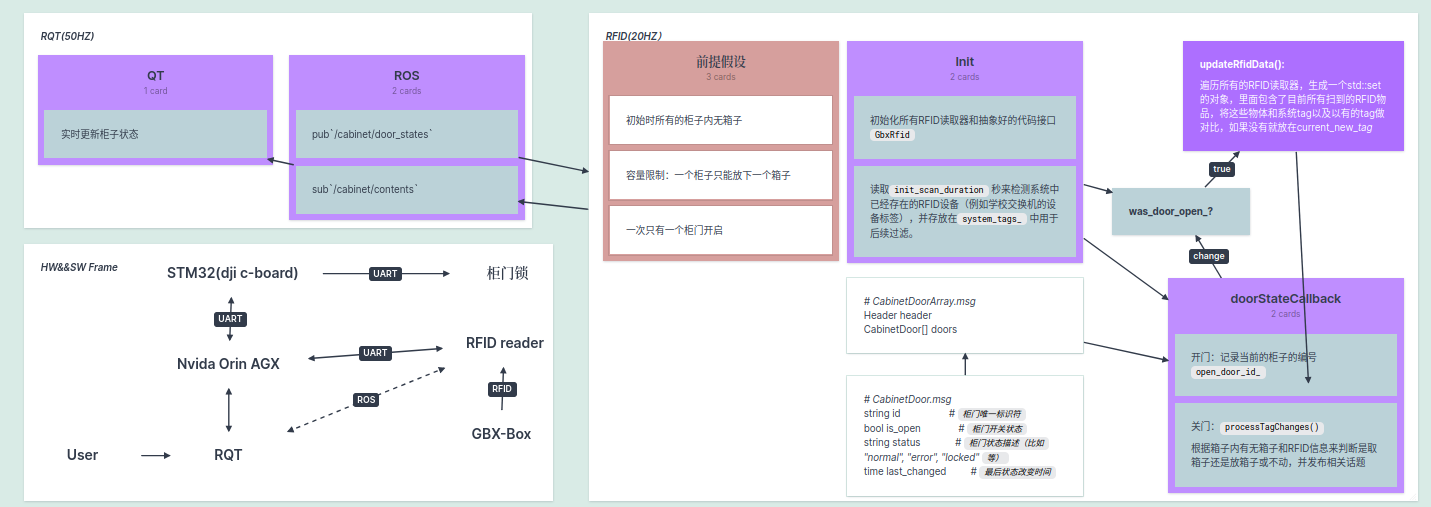 RQT(50HZ)
QT
1 card
实时更新柜子状态
ROS
2 cards
pub`/cabinet/door_states`
sub`/cabinet/contents`
HW&&SW Frame
STM32(dji c-board)
UART
柜门锁
UART
Nvida Orin AGX
UART
RFID reader
ROS
RFID
GBX-Box
User
RQT
RFID(20HZ）
前提假设
3 cards
初始时所有的柜子内无箱子
容量限制：一个柜子只能放下一个箱子
一次只有一个柜门开启
Init
2 cards
初始化所有RFID读取器和抽象好的代码接口
GbxRfid
读取 init_scan_duration 秒来检测系统中
已经存在的RFID设备（例如学校交换机的设
备标签），并存放在 system_tags_ 中用于
后续过滤。
# CabinetDoorArray.msg
Header header
CabinetDoor[] doors
# CabinetDoor.msg
string id # 柜门唯一标识符
bool is_open # 柜门开关状态
string status # 柜门状态描述（比如
"normal", "error", "locked" 等）
time last_changed # 最后状态改变时间
updateRfidData():
遍历所有的RFID读取器，生成一个std::set
的对象，里面包含了目前所有扫到的RFID物
品，将这些物体和系统tag以及以有的tag做
对比，如果没有就放在current_new_tag
true
was_door_open_?
change
doorStateCallback
2 cards
开门：记录当前的柜子的编号
open_door_id_
关门：processTagChanges()
根据箱子内有无箱子和RFID信息来判断是取
箱子还是放箱子或不动，并发布相关话题